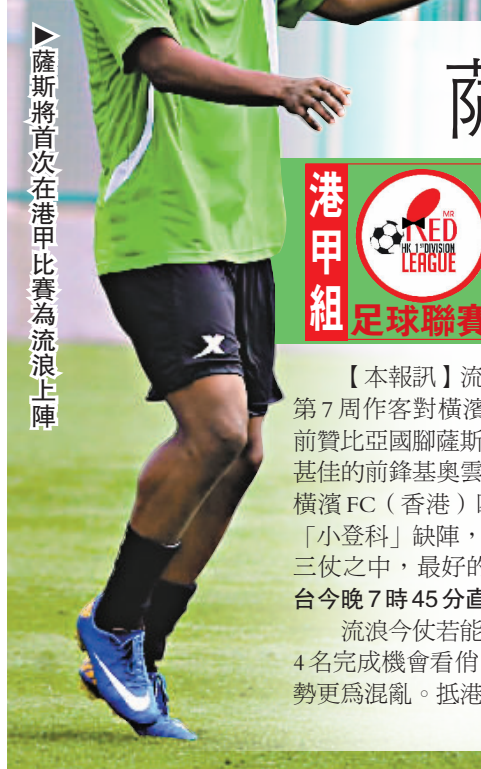 ▶薩斯將首次在港甲比賽為流浪上陣
港甲組
MR
RED
HK 1ST DIVISION
LEAGUE
足球聯賽
【本報訊】流
第7周作客對橫濱
前贊比亞國腳薩斯
甚佳的前鋒基奧雲
橫濱FC（香港）
「小登科」缺陣，
三仗之中，最好的
台今晚7時45分直
流浪今仗若能
4名完成機會看俏
勢更爲混亂。抵港